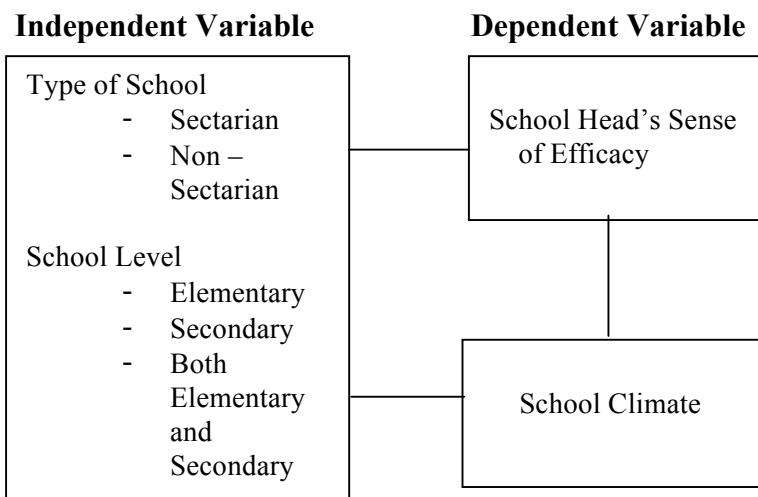 Independent Variable
Dependent Variable
Type of School
- Sectarian
- Non –
Sectarian
School Level
- Elementary
- Secondary
- Both
Elementary
and
Secondary
School Head’s Sense
of Efficacy
School Climate